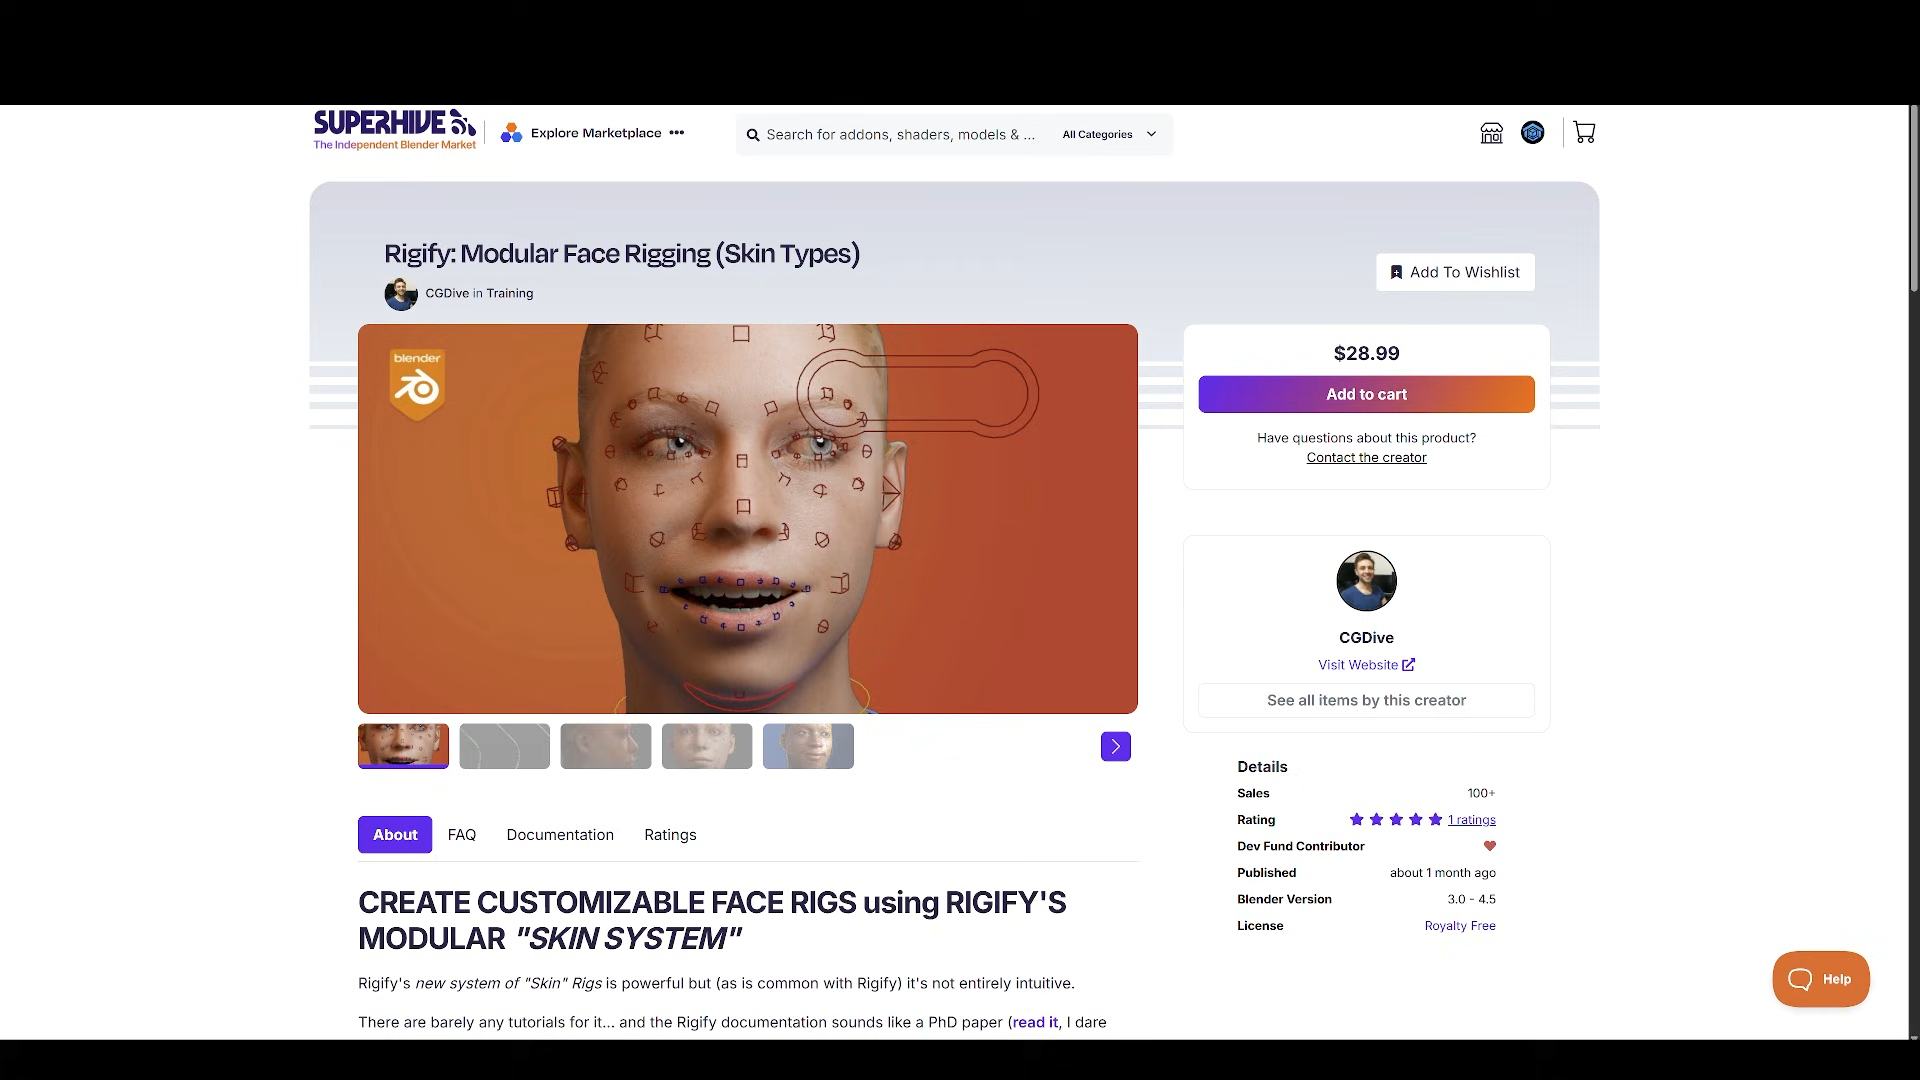 SUPERHIVE
The Independent Blender Market
Explore Marketplace •••
Search for addons, shaders, models & ...
All Categories
Rigify: Modular Face Rigging (Skin Types)
CGDive in Training
Add To Wishlist
blender
$28.99
Add to cart
Have questions about this product?
Contact the creator
CGDive
Visit Website
See all items by this creator
Details
Sales 100+
Rating 1 ratings
Dev Fund Contributor
Published about 1 month ago
Blender Version 3.0 - 4.5
License Royalty Free
About FAQ Documentation Ratings
CREATE CUSTOMIZABLE FACE RIGS using RIGIFY'S
MODULAR "SKIN SYSTEM"
Rigify's new system of "Skin" Rigs is powerful but (as is common with Rigify) it's not entirely intuitive.
There are barely any tutorials for it... and the Rigify documentation sounds like a PhD paper (read it, I dare
Help